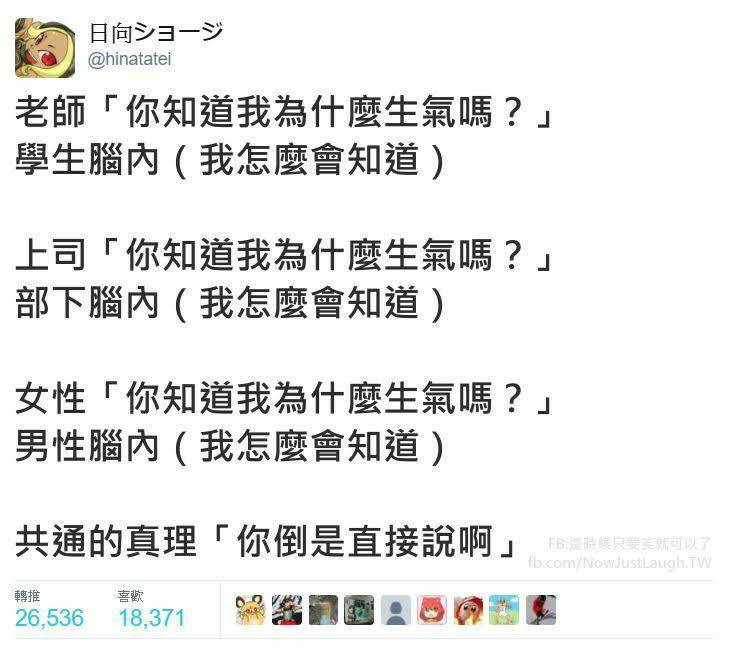 日向ショージ
@hinatatei
老師「你知道我為什麼生氣嗎？」
學生腦內（我怎麼會知道）
上司「你知道我為什麼生氣嗎？」
部下腦內（我怎麼會知道）
女性「你知道我為什麼生氣嗎？」
男性腦內（我怎麼會知道）
共通的真理「你倒是直接說啊」
FB:這時候只要笑就可以了
fb.com/NowJustLaugh.TW
轉推 喜歡
26,536 18,371